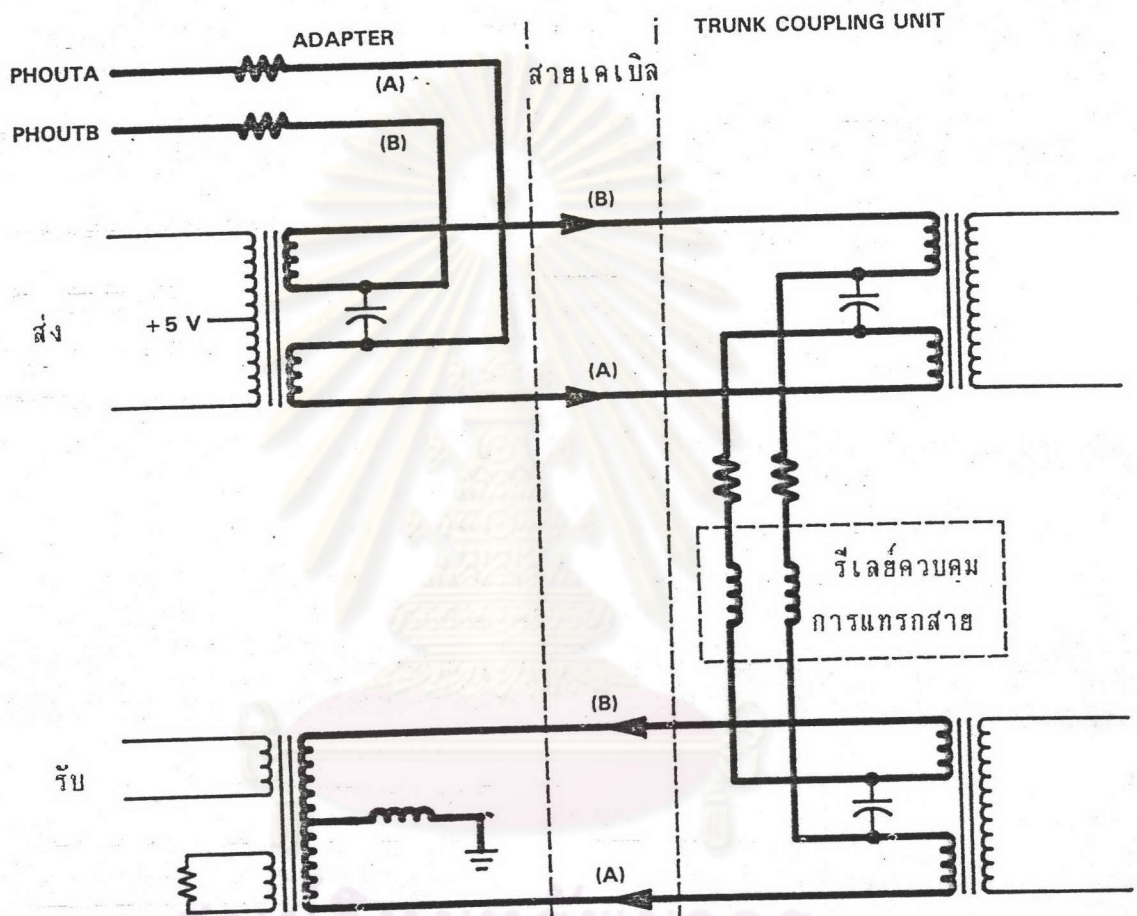 TRUNK COUPLING UNIT
ADAPTER
PHOUTA
(A)
สายเคเบิล
PHOUTB
(B)
(B)
ส่ง
+5 V
(A)
รีเลย์ควบคุม
การแทรกสาย
(B)
รับ
(A)